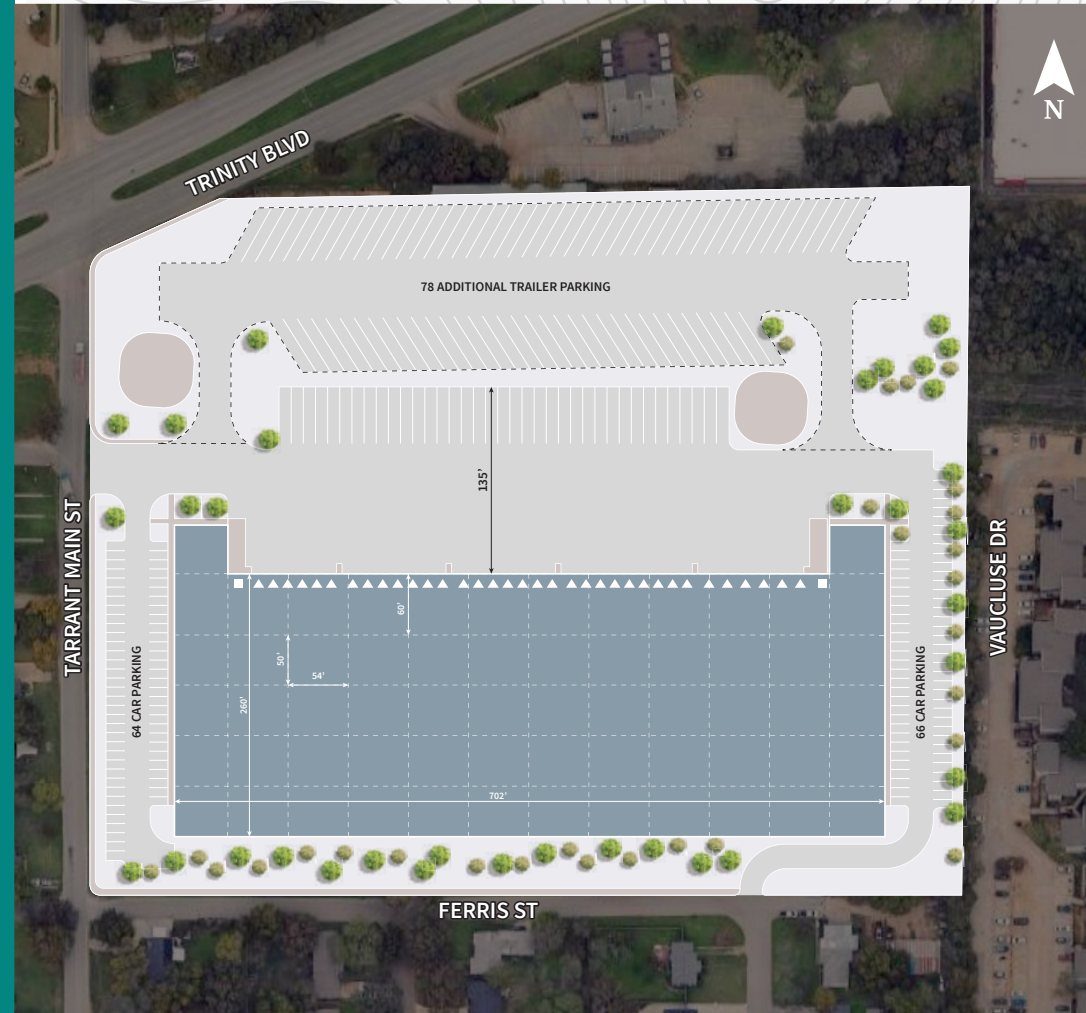 N
TRINITY BLVD
78 ADDITIONAL TRAILER PARKING
135'
TARRANT MAIN ST
VAUCLUSE DR
60'
50'
54'
260'
64 CAR PARKING
66 CAR PARKING
702'
FERRIS ST